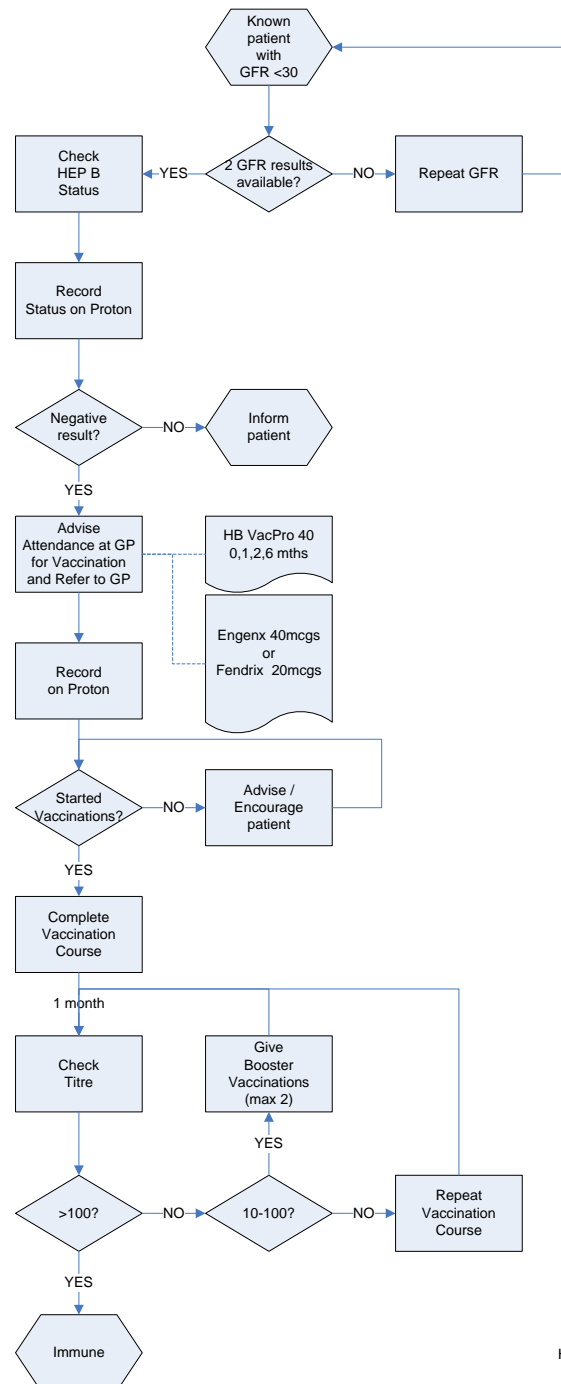 Known
patient
with
GFR <30
Check
HEP B
Status
YES
2 GFR results
available?
NO
Repeat GFR
Record
Status on Proton
Negative
result?
NO
Inform
patient
YES
Advise
Attendance at GP
for Vaccination
and Refer to GP
HB VacPro 40
0,1,2,6 mths
Engenx 40mcgs
or
Fendrix 20mcgs
Record
on Proton
Started
Vaccinations?
NO
Advise /
Encourage
patient
YES
Complete
Vaccination
Course
1 month
Check
Titre
Give
Booster
Vaccinations
(max 2)
YES
>100?
NO
10-100?
NO
Repeat
Vaccination
Course
YES
Immune